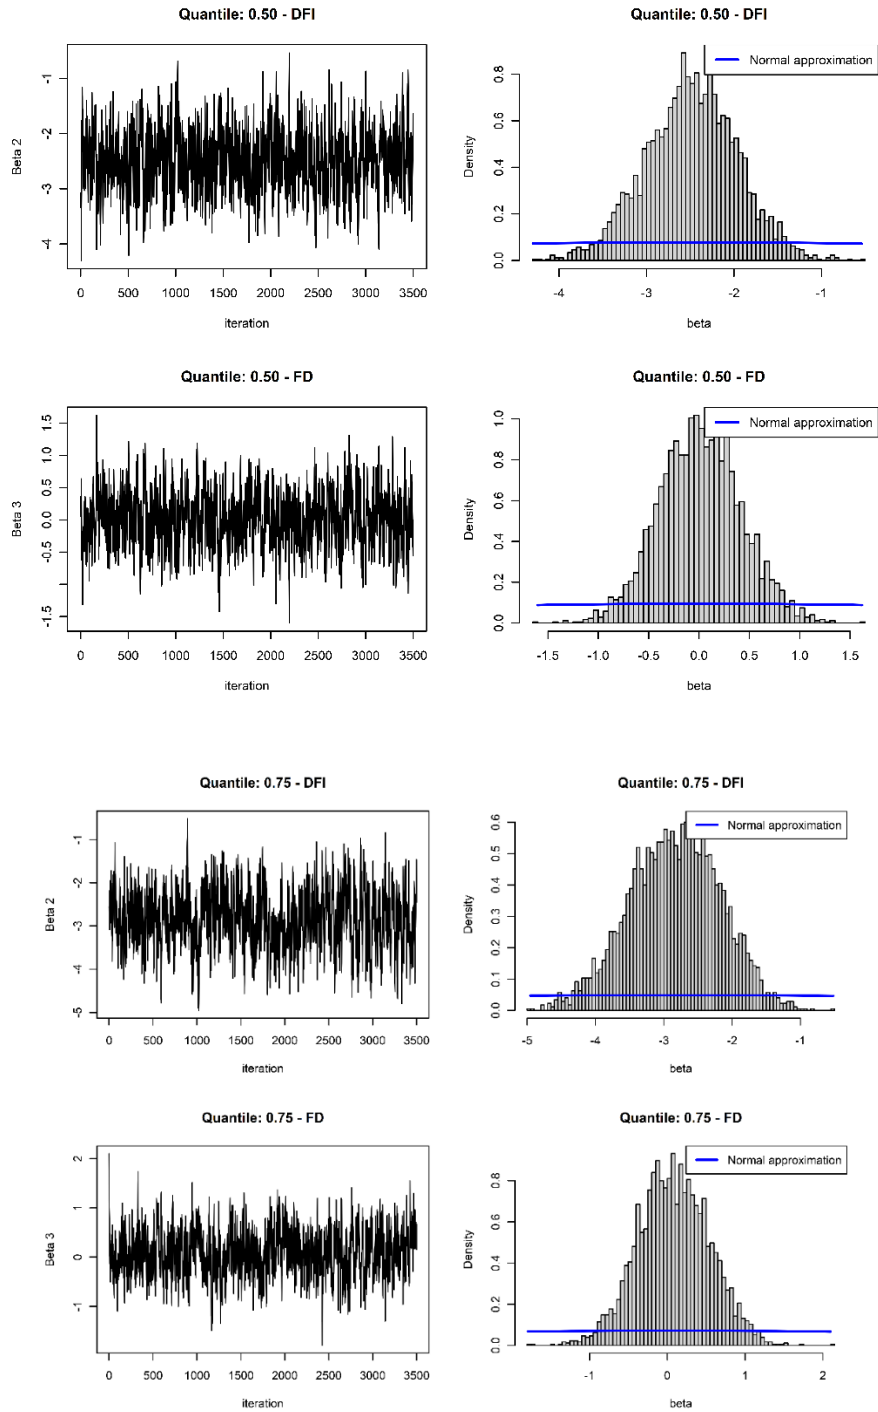 Quantile: 0.50 - DFI
Beta 2
-1
-2
-3
-4
0 500 1000 1500 2000 2500 3000 3500
iteration
Quantile: 0.50 - DFI
Normal approximation
Density
0.8
0.6
0.4
0.2
0.0
-4 -3 -2 -1
beta
Quantile: 0.50 - FD
Beta 3
1.5
1.0
0.5
0.0
-0.5
-1.5
0 500 1000 1500 2000 2500 3000 3500
iteration
Quantile: 0.50 - FD
Normal approximation
Density
1.0
0.8
0.6
0.4
0.2
0.0
-1.5 -1.0 -0.5 0.0 0.5 1.0 1.5
beta
Quantile: 0.75 - DFI
Beta 2
-1
-2
-3
-4
-5
0 500 1000 1500 2000 2500 3000 3500
iteration
Quantile: 0.75 - DFI
Normal approximation
Density
0.6
0.5
0.4
0.3
0.2
0.1
0.0
-5 -4 -3 -2 -1
beta
Quantile: 0.75 - FD
Beta 3
2
1
0
-1
0 500 1000 1500 2000 2500 3000 3500
iteration
Quantile: 0.75 - FD
Normal approximation
Density
0.8
0.6
0.4
0.2
0.0
-1 0 1 2
beta